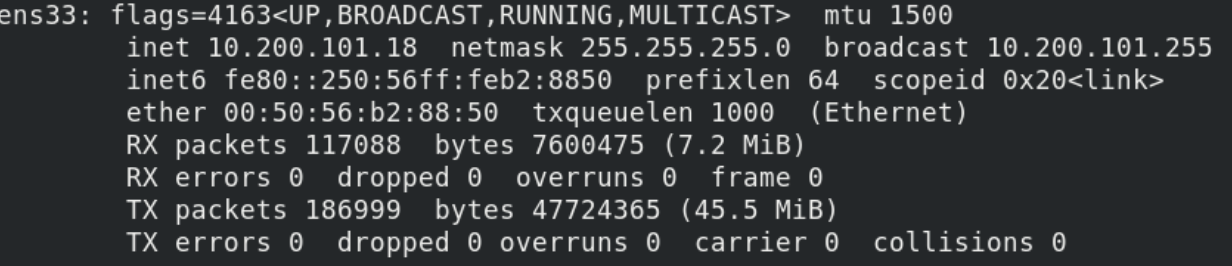 ens33: flags=4163<UP,BROADCAST,RUNNING,MULTICAST>  mtu 1500
inet 10.200.101.18  netmask 255.255.255.0  broadcast 10.200.101.255
inet6 fe80::250:56ff:feb2:8850  prefixlen 64  scopeid 0x20<link>
ether 00:50:56:b2:88:50  txqueuelen 1000  (Ethernet)
RX packets 117088  bytes 7600475 (7.2 MiB)
RX errors 0  dropped 0  overruns 0  frame 0
TX packets 186999  bytes 47724365 (45.5 MiB)
TX errors 0  dropped 0 overruns 0  carrier 0  collisions 0